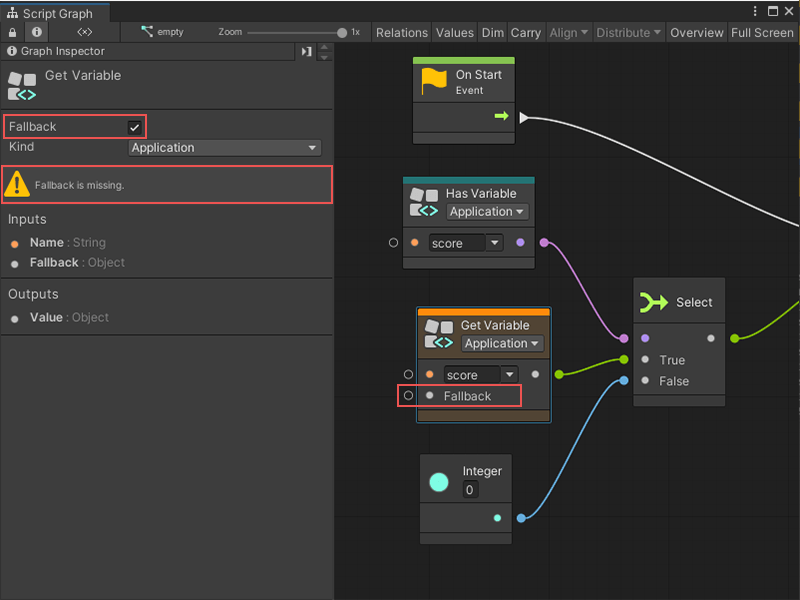 Script Graph
empty
Zoom
1x
Relations
Values
Dim
Carry
Align
Distribute
Overview
Full Screen
Graph Inspector
Get Variable
Fallback
Kind
Application
Fallback is missing.
Inputs
Name : String
Fallback : Object
Outputs
Value : Object
On Start
Event
Has Variable
Application
score
Get Variable
Application
score
Fallback
Integer
0
Select
True
False